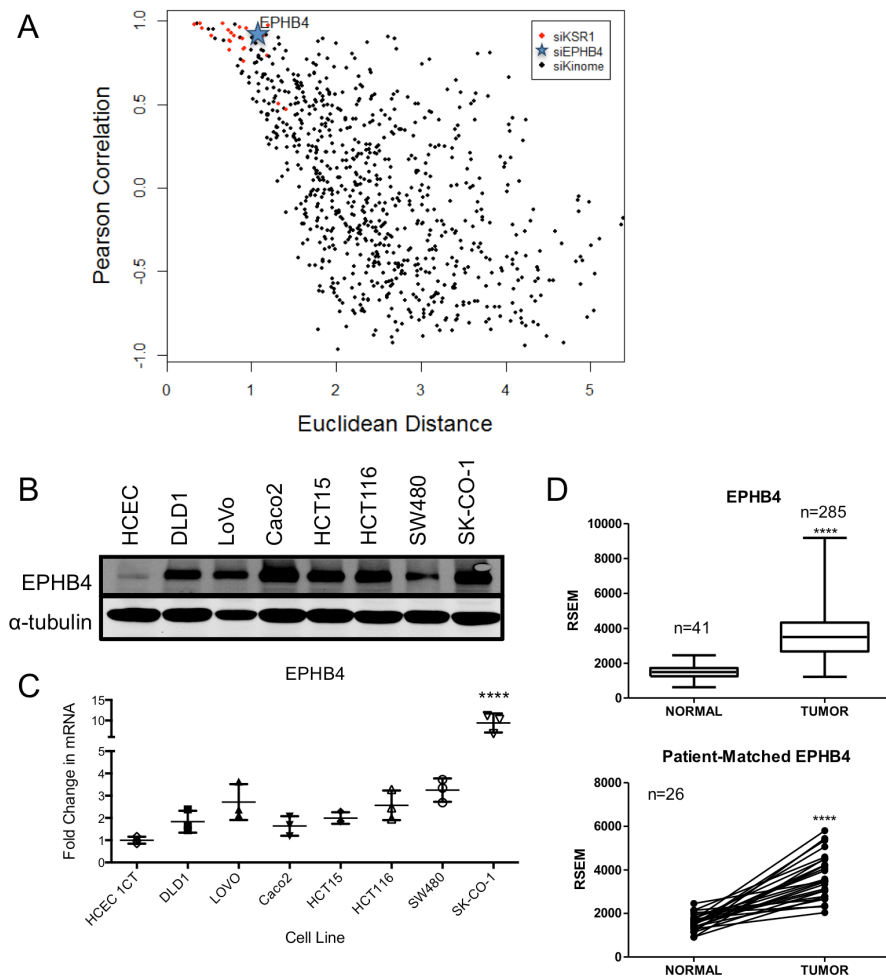 A
EPHB4
siKSR1
siEPHB4
siKinome
Pearson Correlation
1.0
0.5
0.0
-0.5
-1.0
0 1 2 3 4 5
Euclidean Distance
B
HCEC DLD1 LoVo Caco2 HCT15 HCT116 SW480 SK-CO-1
EPHB4
α-tubulin
C
EPHB4
Fold Change in mRNA
15
10
5
4
3
2
1
0
****
HCEC 1CT DLD1 LOVO Caco2 HCT15 HCT116 SW480 SK-CO-1
Cell Line
D
EPHB4
RSEM
10000
8000
6000
4000
2000
0
n=41
n=285
****
NORMAL TUMOR
Patient-Matched EPHB4
n=26
RSEM
8000
6000
4000
2000
0
****
NORMAL TUMOR